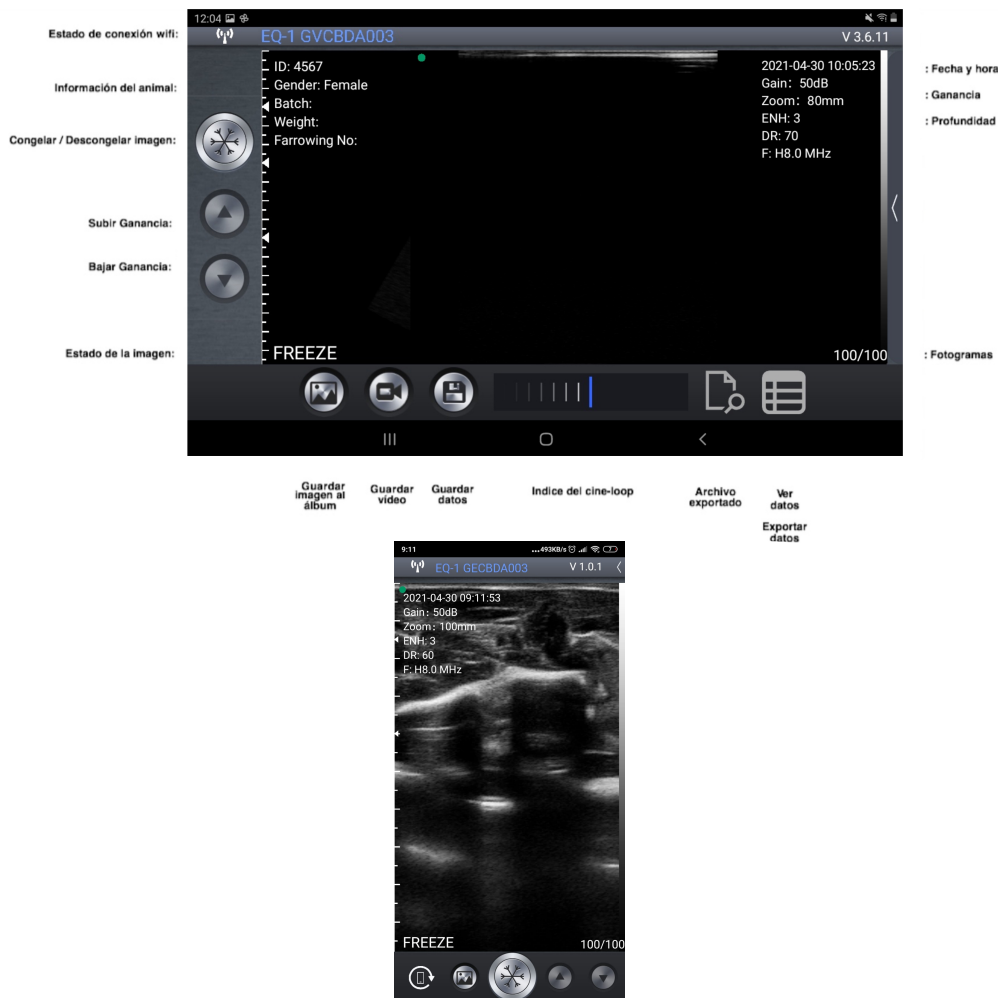 12:04
Estado de conexión wifi:
EQ-1 GVCBDA003
V 3.6.11
ID: 4567
2021-04-30 10:05:23
: Fecha y hora
Información del animal:
Gender: Female
Gain: 50dB
: Ganancia
Batch:
Zoom: 80mm
: Profundidad
Weight:
ENH: 3
Congelar / Descongelar imagen:
Farrowing No:
DR: 70
F: H8.0 MHz
Subir Ganancia:
Bajar Ganancia:
Estado de la imagen:
FREEZE
100/100
: Fotogramas
Guardar
imagen al
álbum
Guardar
vídeo
Guardar
datos
Indice del cine-loop
Archivo
exportado
Ver
datos
Exportar
datos
9:11
...493KB/s
EQ-1 GECBDA003
V 1.0.1
2021-04-30 09:11:53
Gain: 50dB
Zoom: 100mm
ENH: 3
DR: 60
F: H8.0 MHz
FREEZE
100/100